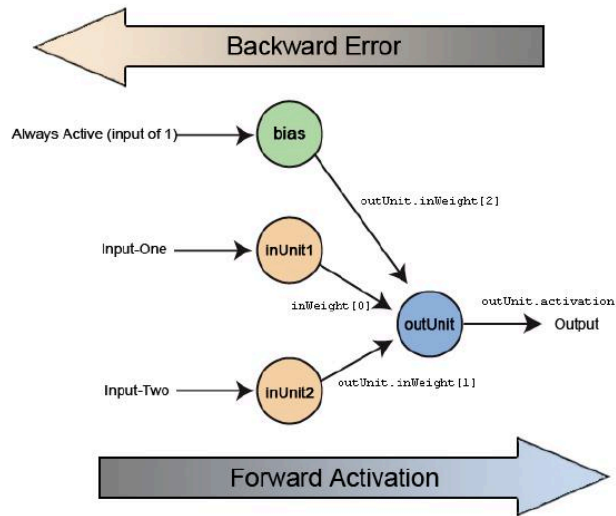 Backward Error
Always Active (input of 1)
bias
outUnit.inWeight[2]
Input-One
inUnit1
inWeight[0]
outUnit
outUnit.activation
Output
Input-Two
inUnit2
outUnit.inWeight[1]
Forward Activation